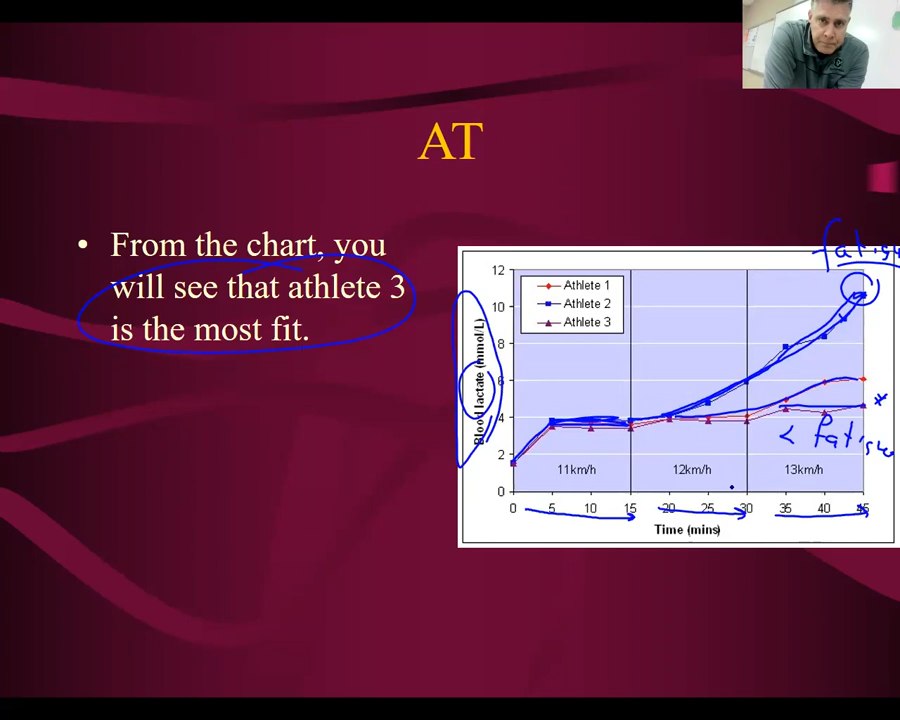 AT
• From the chart, you
will see that athlete 3
is the most fit.
fatigu
12
10
8
6
4
2
0
Blood lactate (mmol/L)
Athlete 1
Athlete 2
Athlete 3
*
< fatigue
11km/h 12km/h 13km/h
0 5 10 15 20 25 30 35 40 45
Time (mins)